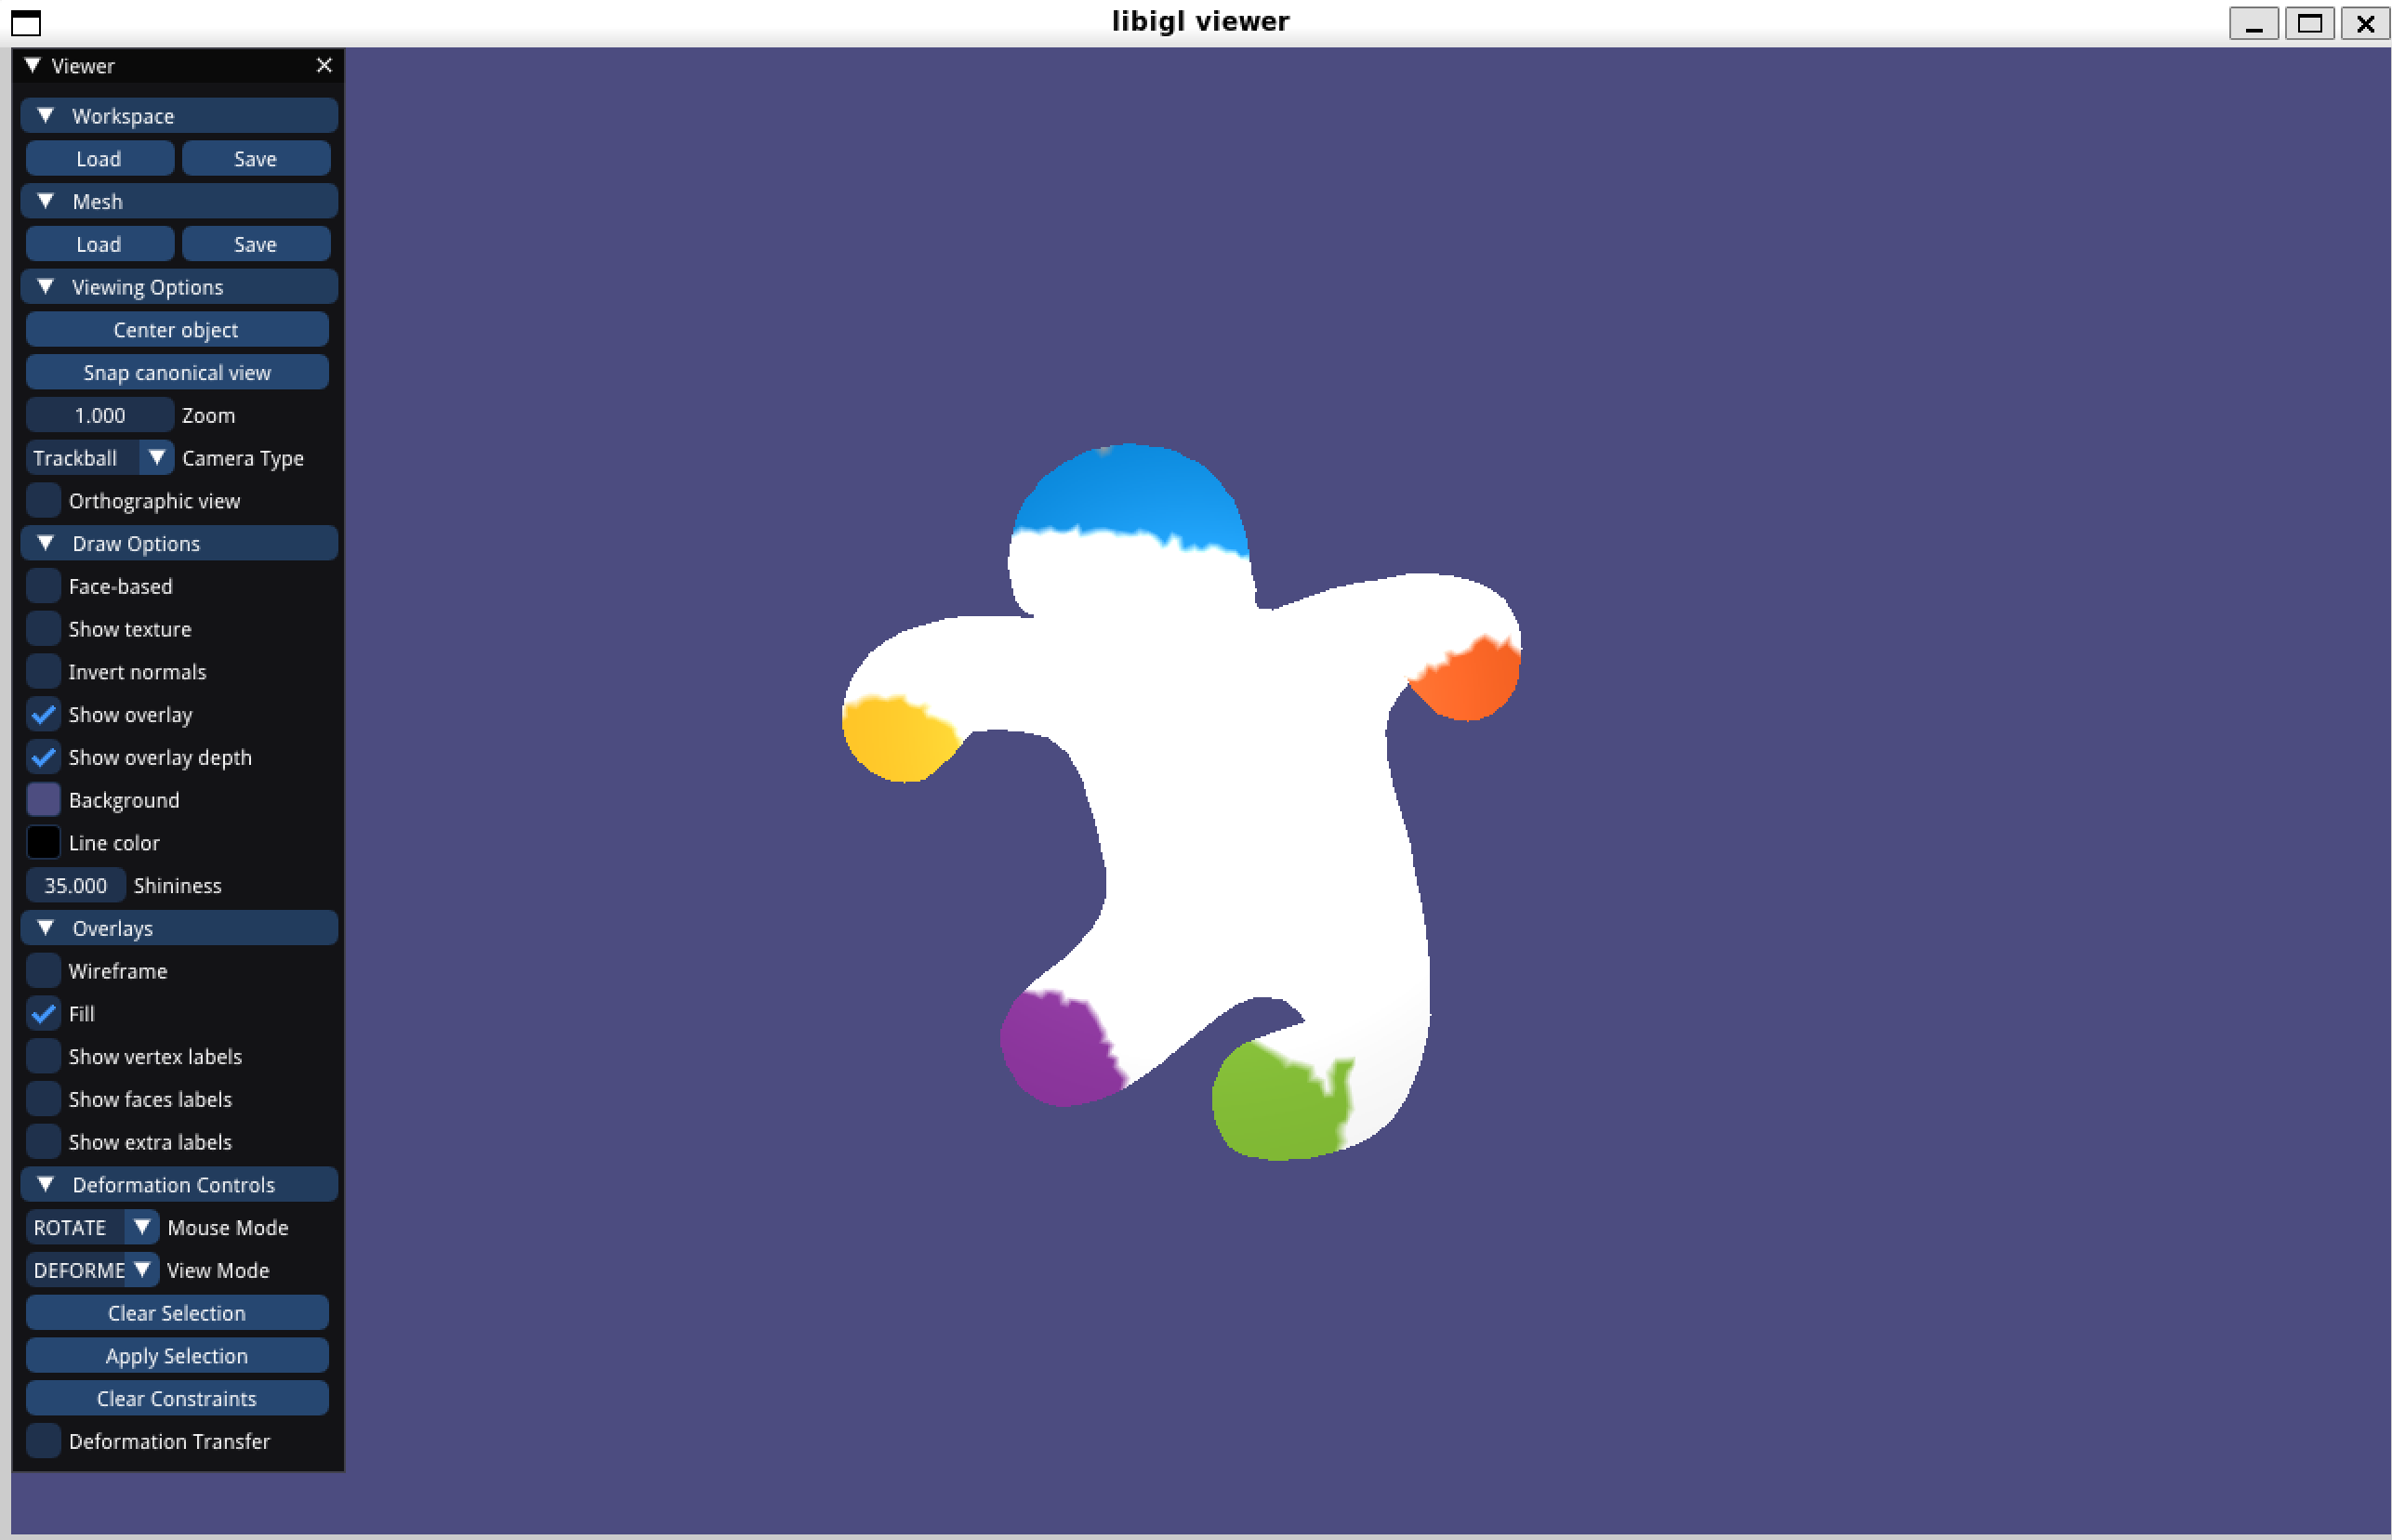 libigl viewer
Viewer
Workspace
Load Save
Mesh
Load Save
Viewing Options
Center object
Snap canonical view
1.000 Zoom
Trackball Camera Type
Orthographic view
Draw Options
Face-based
Show texture
Invert normals
Show overlay
Show overlay depth
Background
Line color
35.000 Shininess
Overlays
Wireframe
Fill
Show vertex labels
Show faces labels
Show extra labels
Deformation Controls
ROTATE Mouse Mode
DEFORME View Mode
Clear Selection
Apply Selection
Clear Constraints
Deformation Transfer